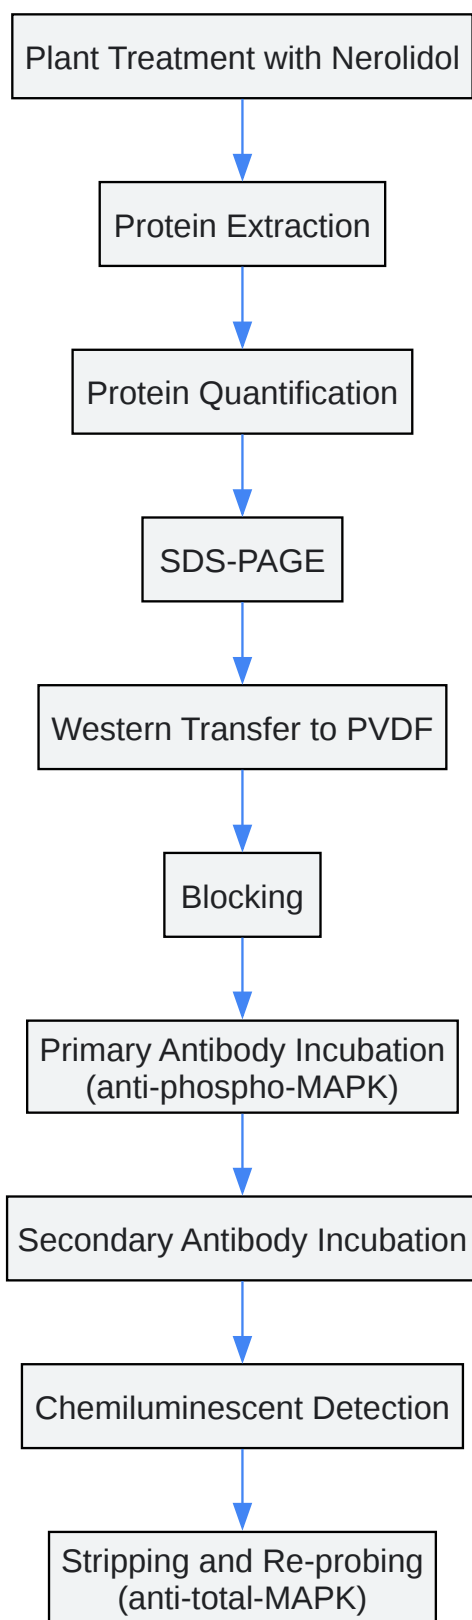 Plant Treatment with Nerolidol
Protein Extraction
Protein Quantification
SDS-PAGE
Western Transfer to PVDF
Blocking
Primary Antibody Incubation
(anti-phospho-MAPK)
Secondary Antibody Incubation
Chemiluminescent Detection
Stripping and Re-probing
(anti-total-MAPK)